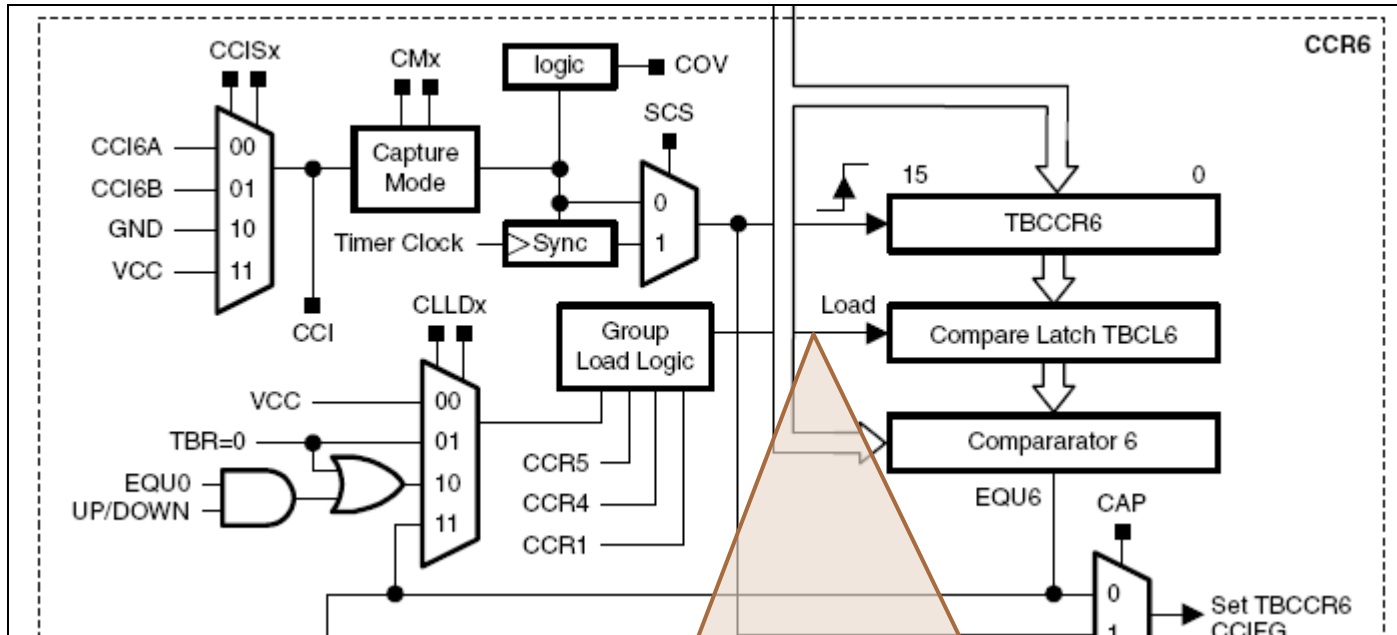 CCR6
CCISx
CMx
logic
COV
SCS
CCI6A
CCI6B
GND
VCC
00
01
10
11
Capture
Mode
0
1
Timer Clock
Sync
CCI
15
0
TBCCR6
CLLDx
Group
Load Logic
Load
Compare Latch TBCL6
VCC
TBR=0
EQU0
UP/DOWN
00
01
10
11
CCR5
CCR4
CCR1
Compararator 6
EQU6
CAP
0
1
Set TBCCR6
CCIFG